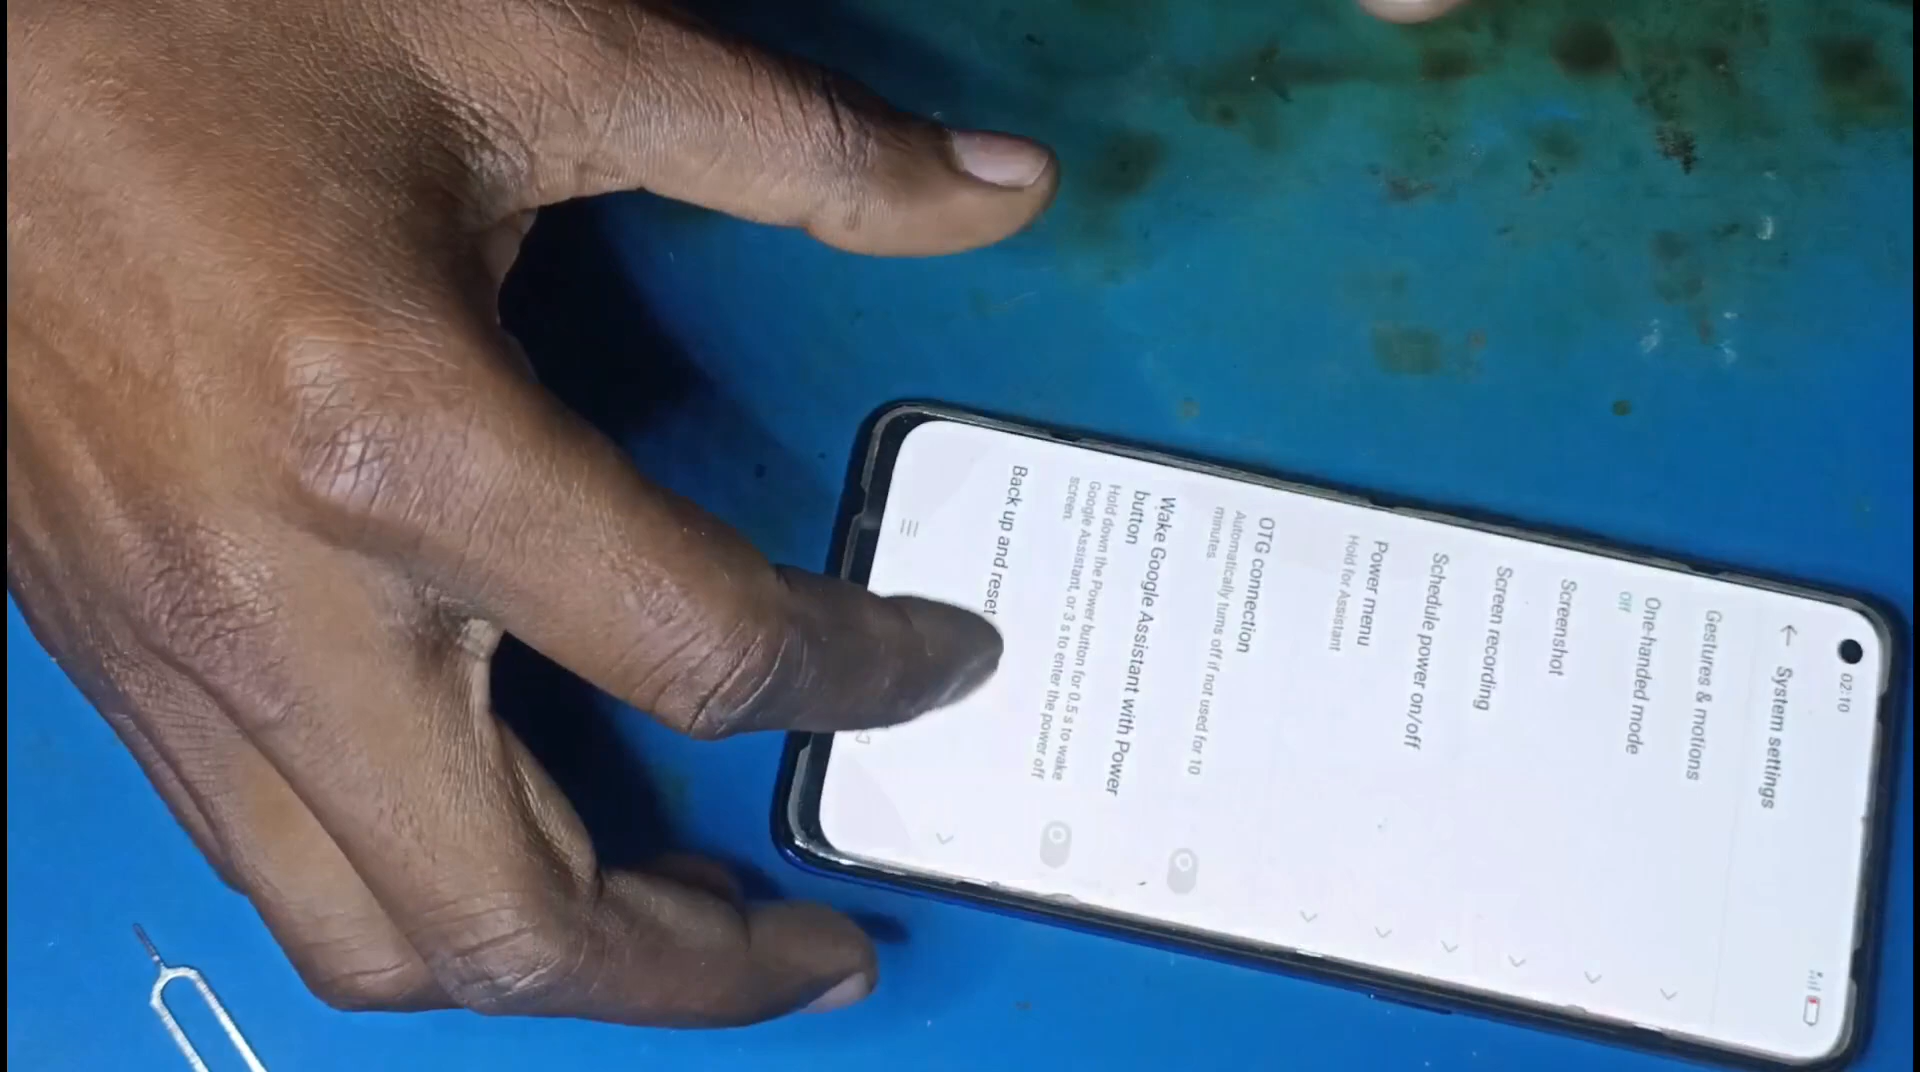 02:10
System settings
Gestures & motions
One-handed mode
Off
Screenshot
Screen recording
Schedule power on/off
Power menu
Hold for Assistant
OTG connection
Automatically turns off if not used for 10
minutes.
Wake Google Assistant with Power
button
Hold down the Power button for 0.5 s to wake
Google Assistant, or 3 s to enter the power off
screen.
Back up and reset